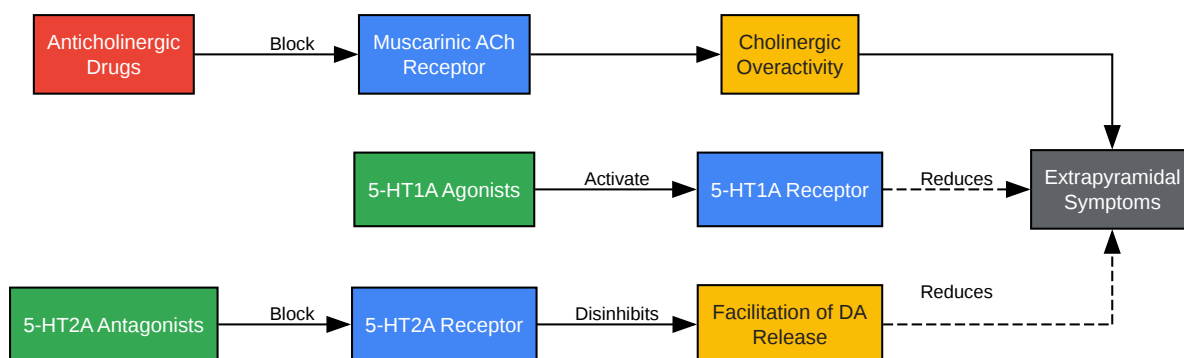 Anticholinergic
Drugs
Block
Muscarinic ACh
Receptor
Cholinergic
Overactivity
5-HT1A Agonists
Activate
5-HT1A Receptor
Reduces
Extrapyramidal
Symptoms
5-HT2A Antagonists
Block
5-HT2A Receptor
Disinhibits
Facilitation of DA
Release
Reduces